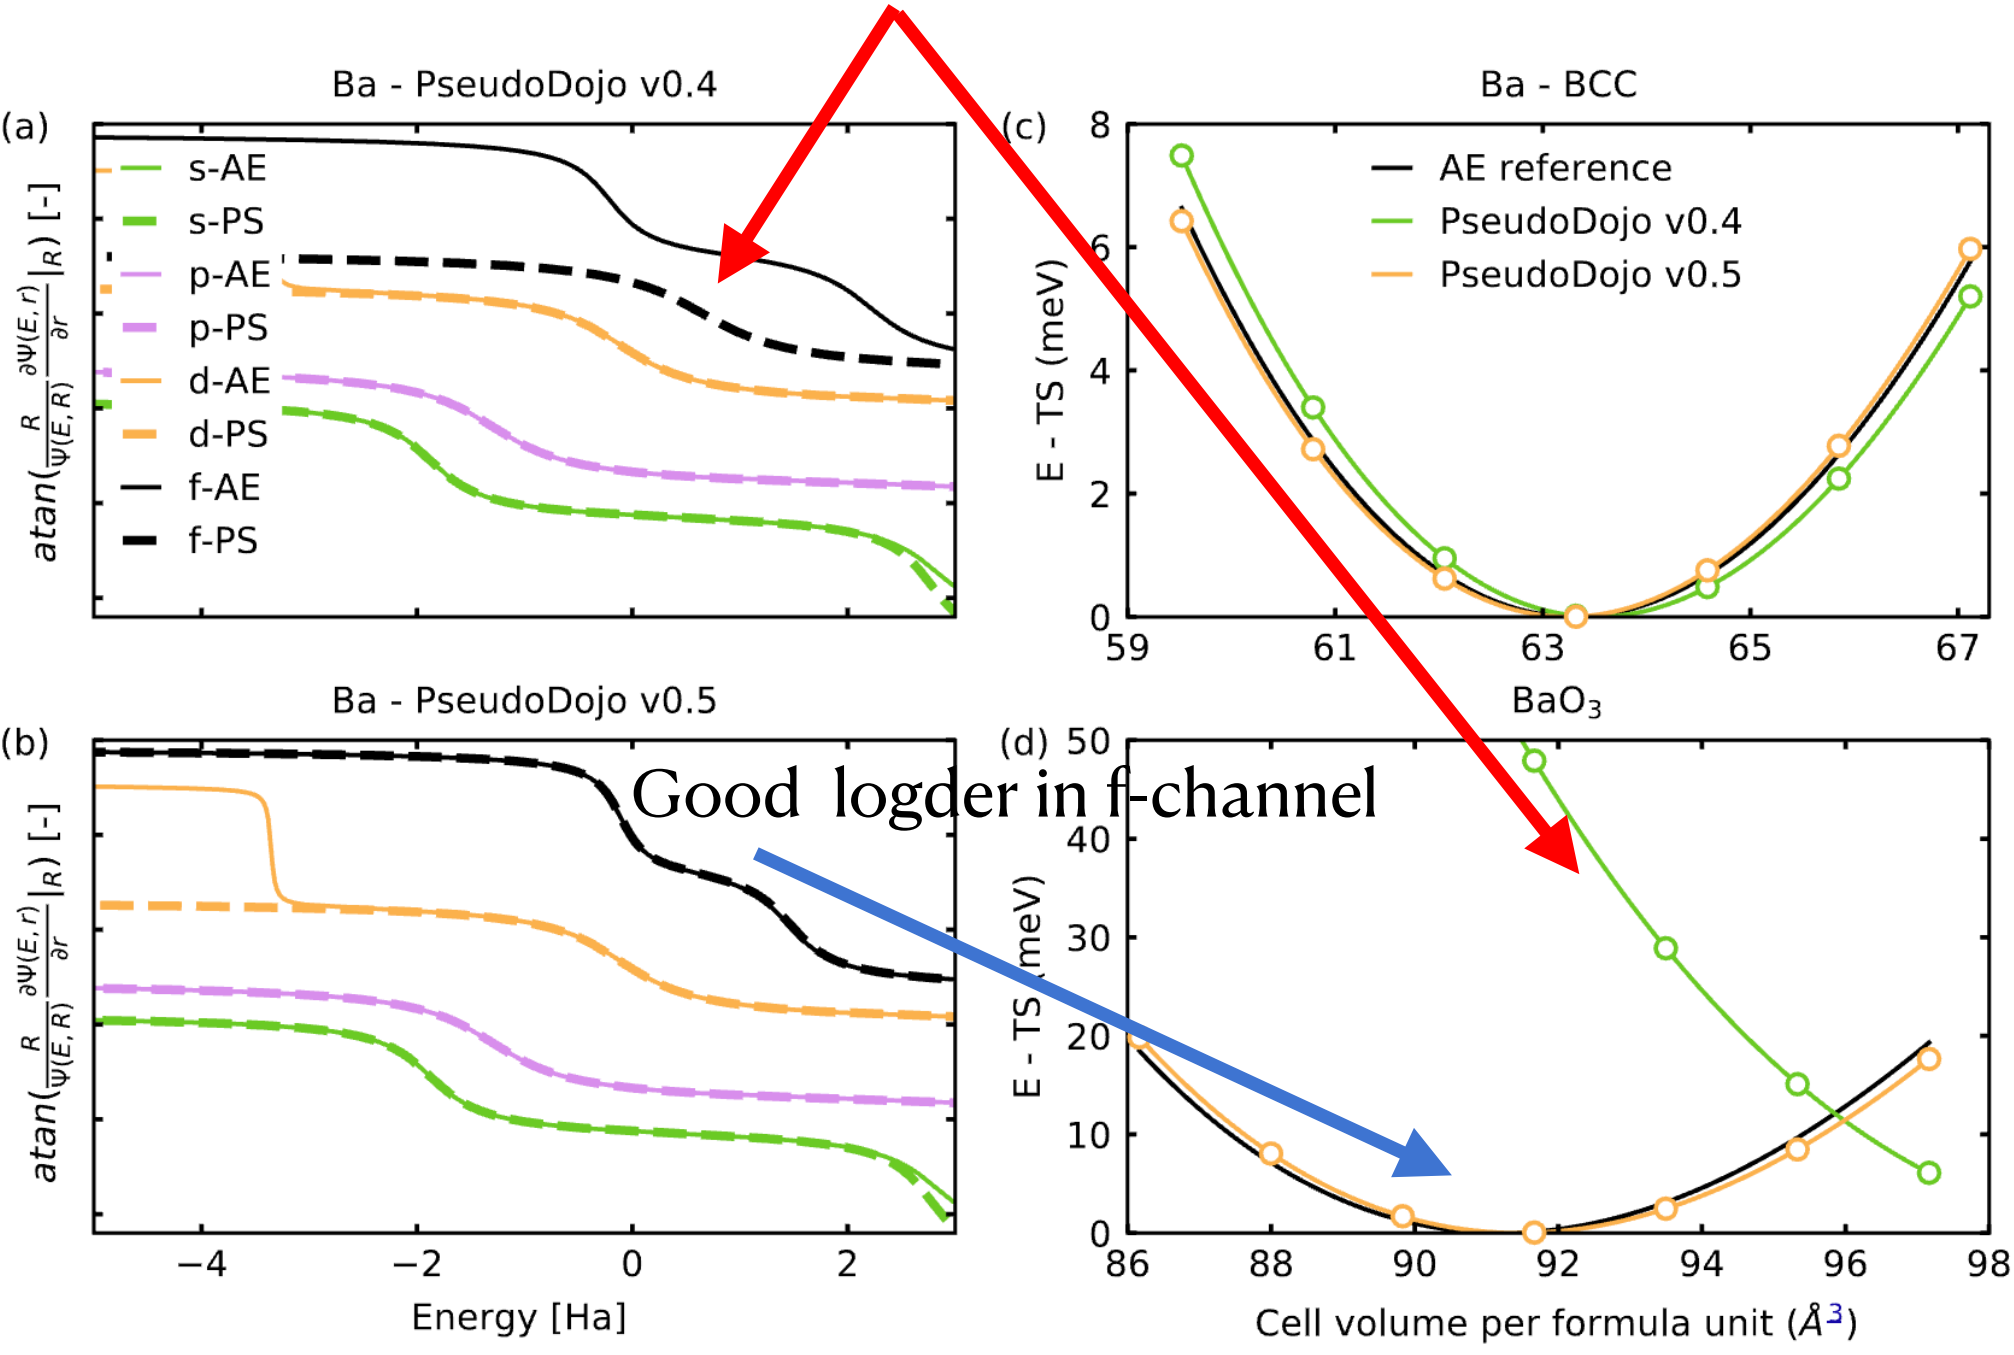 Ba - PseudoDojo v0.4
(a)
s-AE
s-PS
p-AE
p-PS
d-AE
d-PS
f-AE
f-PS
atan(R/Ψ(E,R) ∂Ψ(E,r)/∂r |R) [-]
Ba - BCC
(c)
AE reference
PseudoDojo v0.4
PseudoDojo v0.5
8
6
4
2
0
E - TS (meV)
59 61 63 65 67
Ba - PseudoDojo v0.5
(b)
Good logder in f-channel
atan(R/Ψ(E,R) ∂Ψ(E,r)/∂r |R) [-]
−4 −2 0 2
Energy [Ha]
BaO₃
(d)
50
40
30
20
10
0
E - TS (meV)
86 88 90 92 94 96 98
Cell volume per formula unit (Å³)